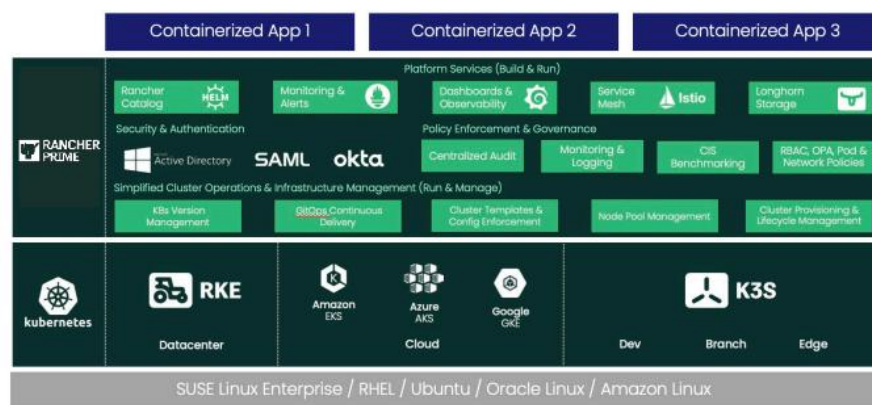 Containerized App 1
Containerized App 2
Containerized App 3
RANCHER
PRIME
Platform Services (Build & Run)
Rancher
Catalog
HELM
Monitoring &
Alerts
Dashboards &
Observability
Service
Mesh
Istio
Longhorn
Storage
Security & Authentication
Active Directory
SAML
okta
Policy Enforcement & Governance
Centralized Audit
Monitoring &
Logging
CIS
Benchmarking
RBAC, OPA, Pod &
Network Policies
Simplified Cluster Operations & Infrastructure Management (Run & Manage)
K8s Version
Management
GitOps Continuous
Delivery
Cluster Templates &
Config Enforcement
Node Pool Management
Cluster Provisioning &
Lifecycle Management
kubernetes
RKE
Datacenter
Amazon
EKS
Azure
AKS
Google
GKE
Cloud
K3S
Dev
Branch
Edge
SUSE Linux Enterprise / RHEL / Ubuntu / Oracle Linux / Amazon Linux